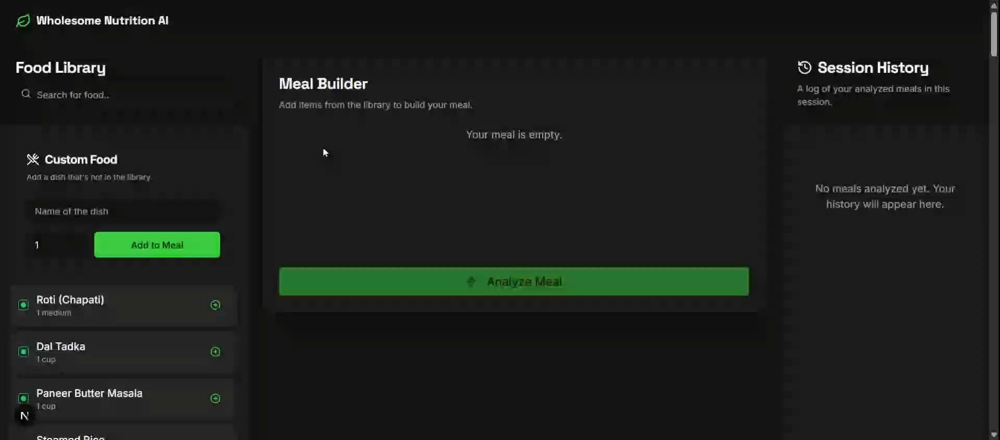 Wholesome Nutrition AI
Food Library
Search for food...
Custom Food
Add a dish that's not in the library.
Name of the dish
1
Add to Meal
Roti (Chapati)
1 medium
Dal Tadka
1 cup
Paneer Butter Masala
1 cup
N
Steamed Rice
Meal Builder
Add items from the library to build your meal.
Your meal is empty.
Analyze Meal
Session History
A log of your analyzed meals in this
session.
No meals analyzed yet. Your
history will appear here.